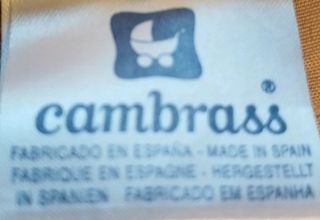 cambrass®
FABRICADO EN ESPAÑA - MADE IN SPAIN
FABRIQUE EN ESPAGNE - HERGESTELLT
IN SPANIEN FABRICADO EM ESPANHA